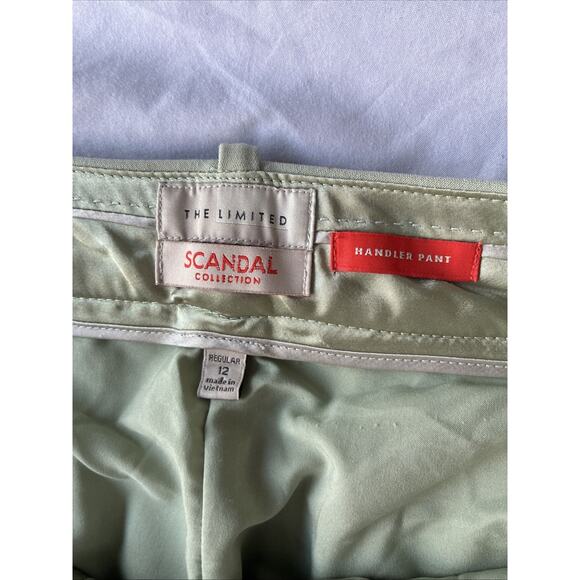 THE LIMITED
SCANDAL
COLLECTION
HANDLER PANT
REGULAR
12
made in
vietnam